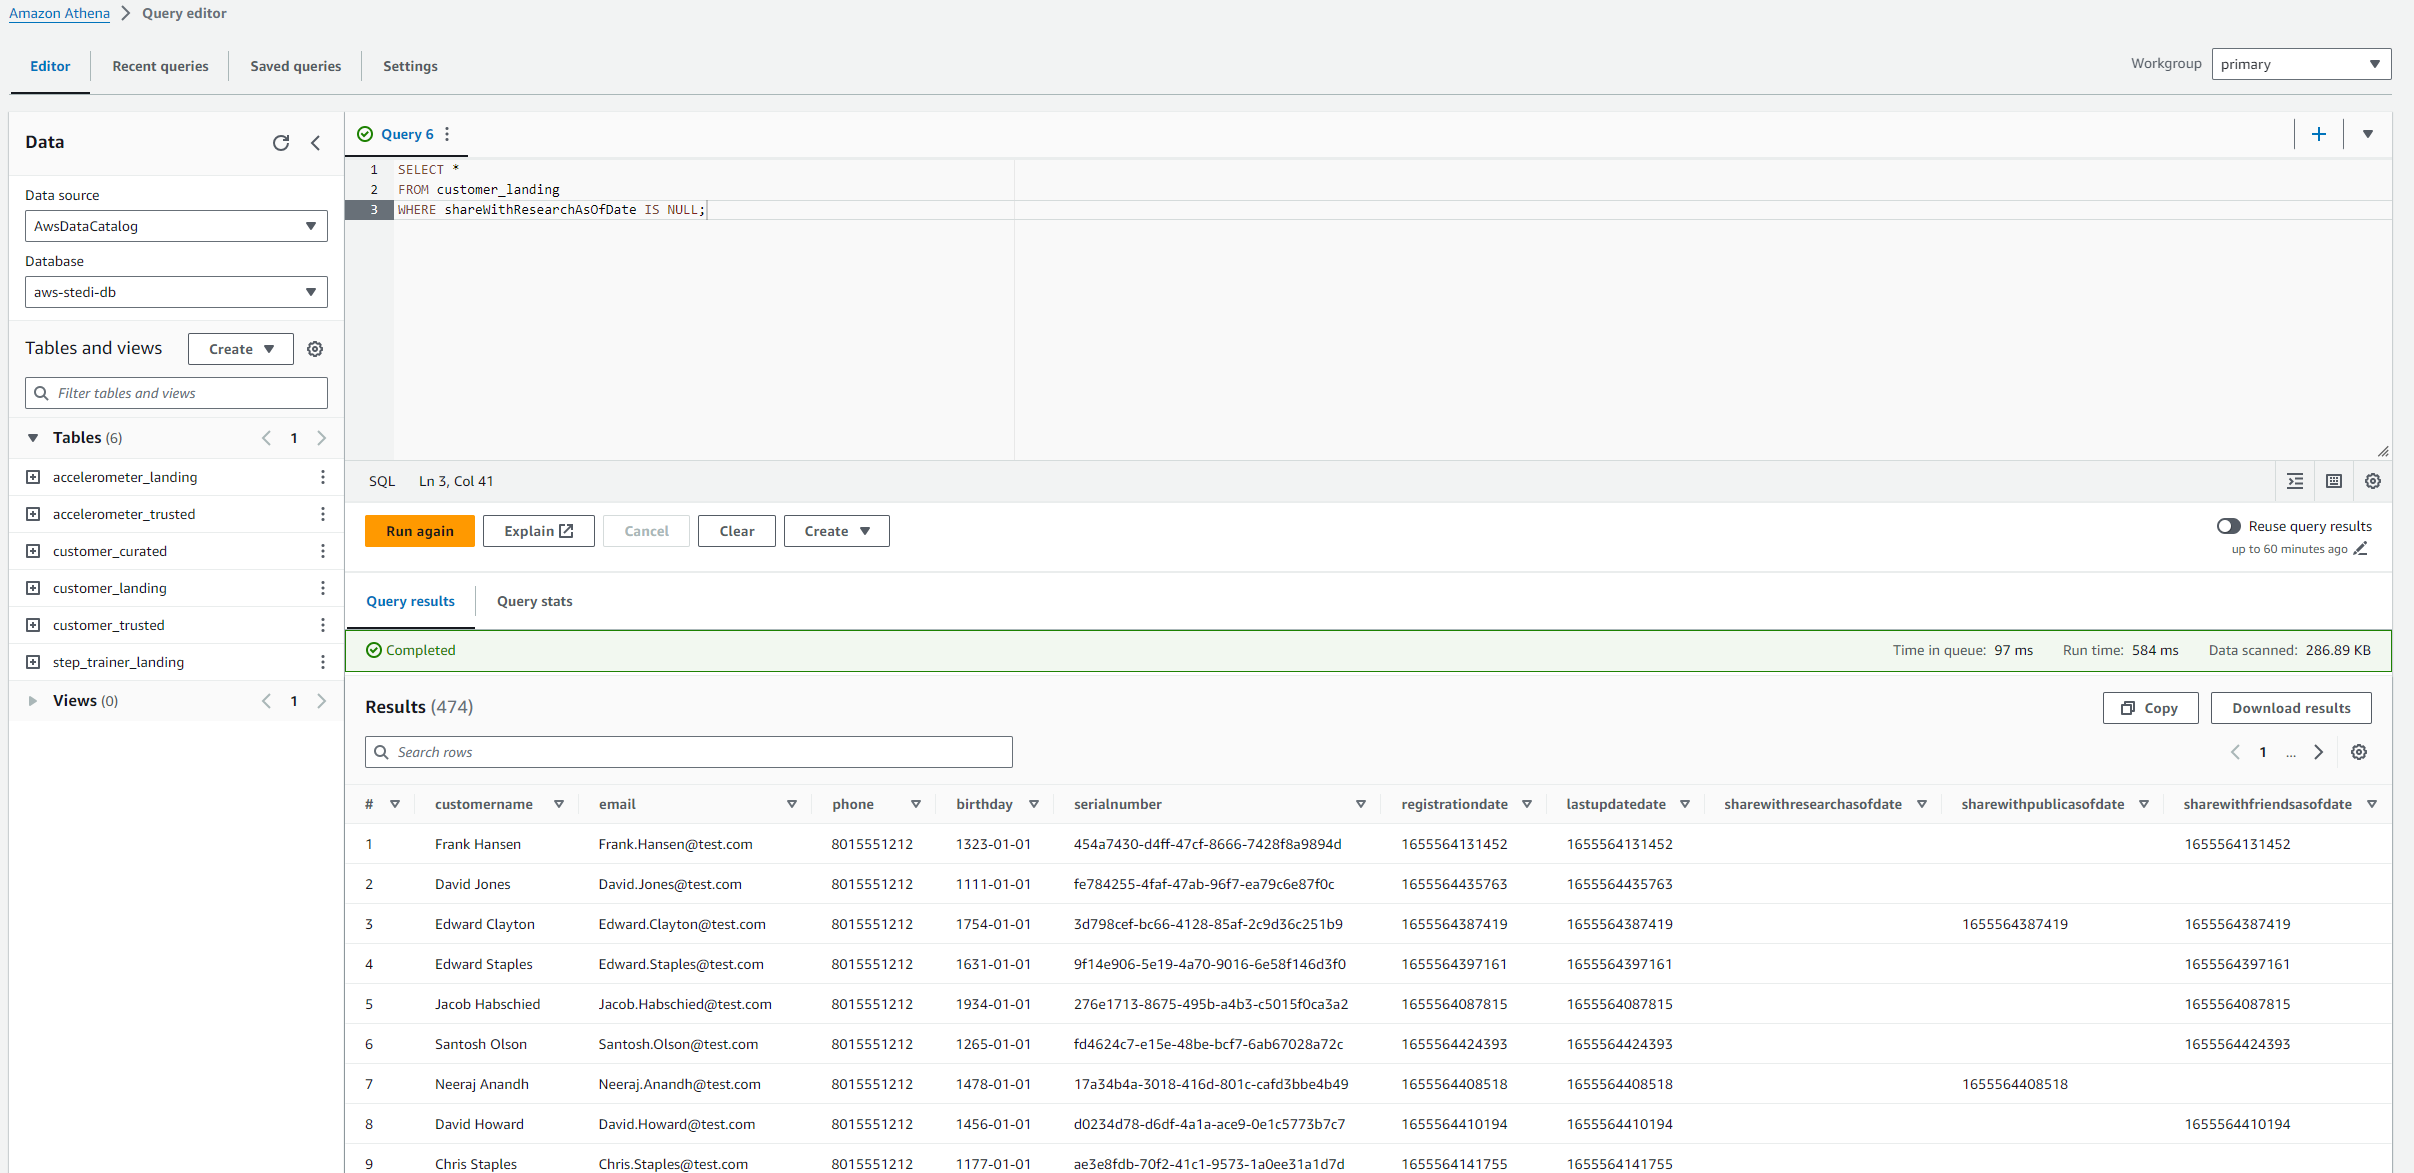 Amazon Athena > Query editor
Editor Recent queries Saved queries Settings
Workgroup primary
Data
Data source
AwsDataCatalog
Database
aws-stedi-db
Tables and views Create
Filter tables and views
Tables (6) 1
accelerometer_landing
accelerometer_trusted
customer_curated
customer_landing
customer_trusted
step_trainer_landing
Views (0) 1
Query 6
1 SELECT *
2 FROM customer_landing
3 WHERE shareWithResearchAsOfDate IS NULL;
SQL Ln 3, Col 41
Run again Explain Cancel Clear Create
Reuse query results
up to 60 minutes ago
Query results Query stats
Completed Time in queue: 97 ms Run time: 584 ms Data scanned: 286.89 KB
Results (474) Copy Download results
Search rows 1 ...
# customername email phone birthday serialnumber registrationdate lastupdatedate sharewithresearchasofdate sharewithpublicasofdate sharewithfriendsasofdate
1 Frank Hansen Frank.Hansen@test.com 8015551212 1323-01-01 454a7430-d4ff-47cf-8666-7428f8a9894d 1655564131452 1655564131452 1655564131452
2 David Jones David.Jones@test.com 8015551212 1111-01-01 fe784255-4faf-47ab-96f7-ea79c6e87f0c 1655564435763 1655564435763
3 Edward Clayton Edward.Clayton@test.com 8015551212 1754-01-01 3d798cef-bc66-4128-85af-2c9d36c251b9 1655564387419 1655564387419 1655564387419 1655564387419
4 Edward Staples Edward.Staples@test.com 8015551212 1631-01-01 9f14e906-5e19-4a70-9016-6e58f146d3f0 1655564397161 1655564397161 1655564397161
5 Jacob Habschied Jacob.Habschied@test.com 8015551212 1934-01-01 276e1713-8675-495b-a4b3-c5015f0ca3a2 1655564087815 1655564087815 1655564087815
6 Santosh Olson Santosh.Olson@test.com 8015551212 1265-01-01 fd4624c7-e15e-48be-bcf7-6ab67028a72c 1655564424393 1655564424393 1655564424393
7 Neeraj Anandh Neeraj.Anandh@test.com 8015551212 1478-01-01 17a34b4a-3018-416d-801c-cafd3bbe4b49 1655564408518 1655564408518 1655564408518
8 David Howard David.Howard@test.com 8015551212 1456-01-01 d0234d78-d6df-4a1a-ace9-0e1c5773b7c7 1655564410194 1655564410194 1655564410194
9 Chris Staples Chris.Staples@test.com 8015551212 1177-01-01 ae3e8fdb-70f2-41c1-9573-1a0ee31a1d7d 1655564141755 1655564141755